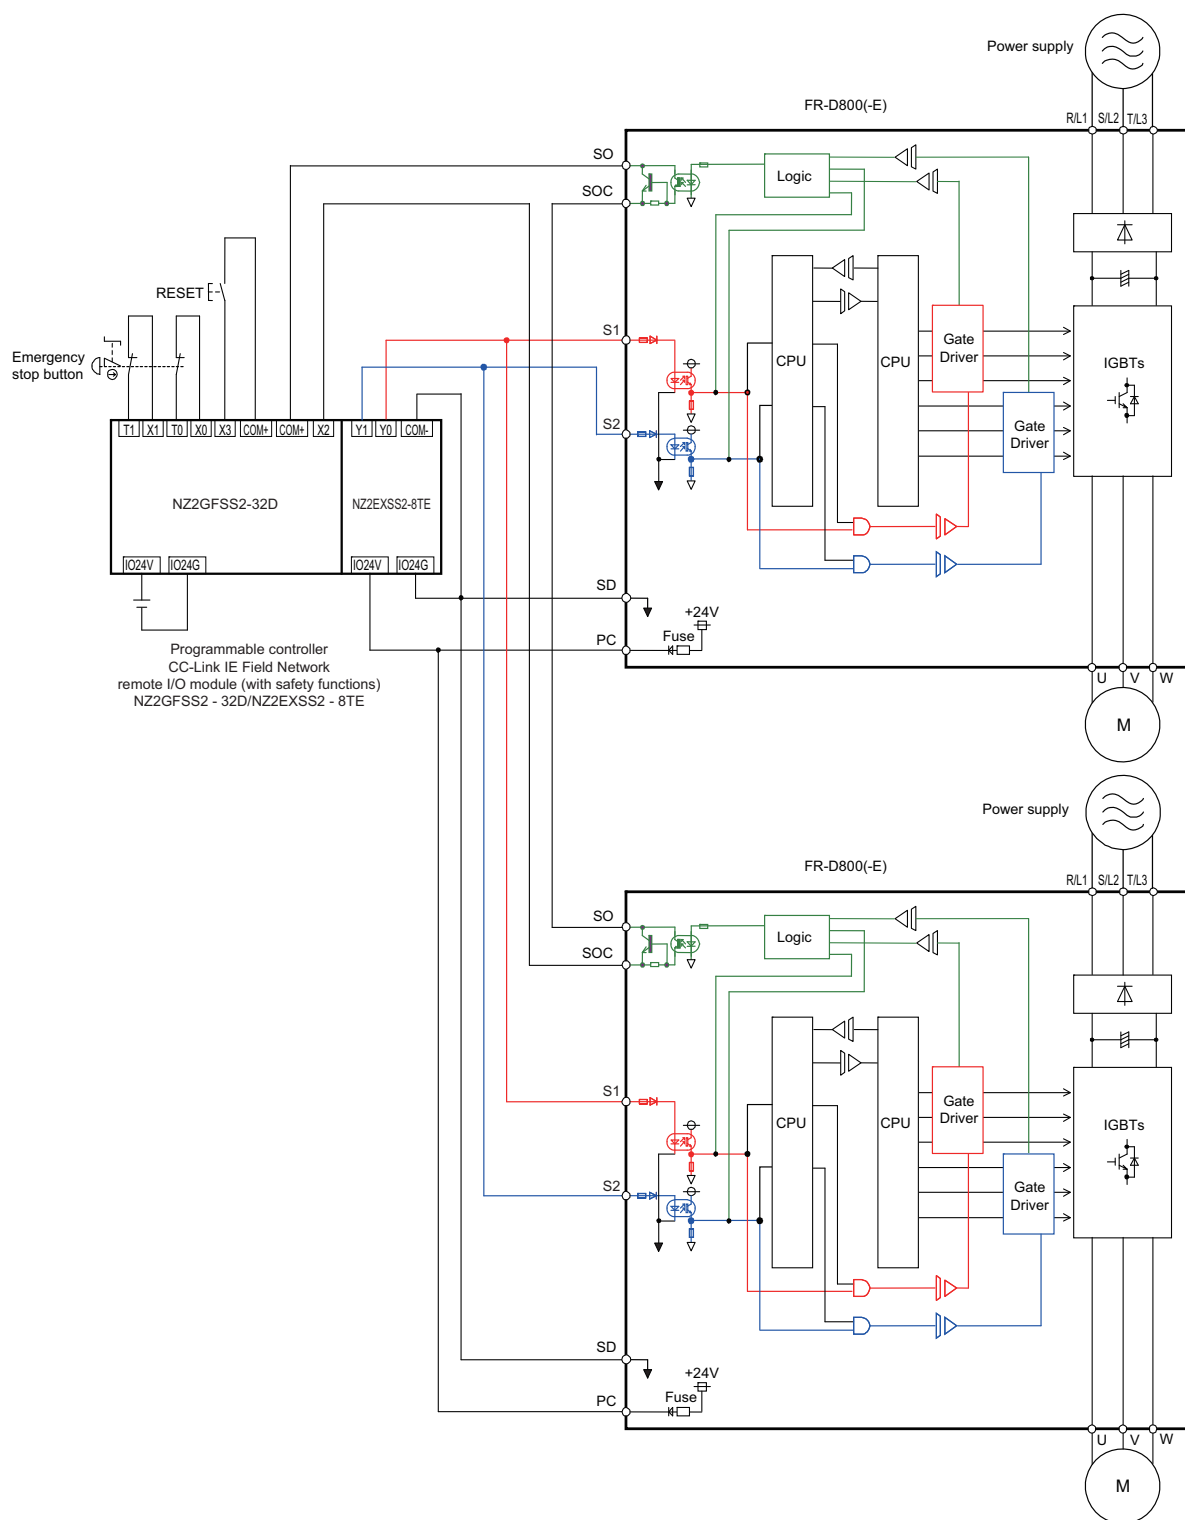 Power supply
FR-D800(-E)
R/L1 S/L2 T/L3
SO
Logic
SOC
RESET
S1
Emergency
stop button
CPU
CPU
Gate
Driver
IGBTs
S2
Gate
Driver
T1 X1 T0 X0 X3 COM+ COM+ X2 Y1 Y0 COM-
NZ2GFSS2-32D
NZ2EXSS2-8TE
IO24V IO24G IO24V IO24G
SD
+24V
Fuse
PC
Programmable controller
CC-Link IE Field Network
remote I/O module (with safety functions)
NZ2GFSS2 - 32D/NZ2EXSS2 - 8TE
U V W
M
Power supply
FR-D800(-E)
R/L1 S/L2 T/L3
SO
Logic
SOC
S1
CPU
CPU
Gate
Driver
IGBTs
S2
Gate
Driver
SD
+24V
Fuse
PC
U V W
M